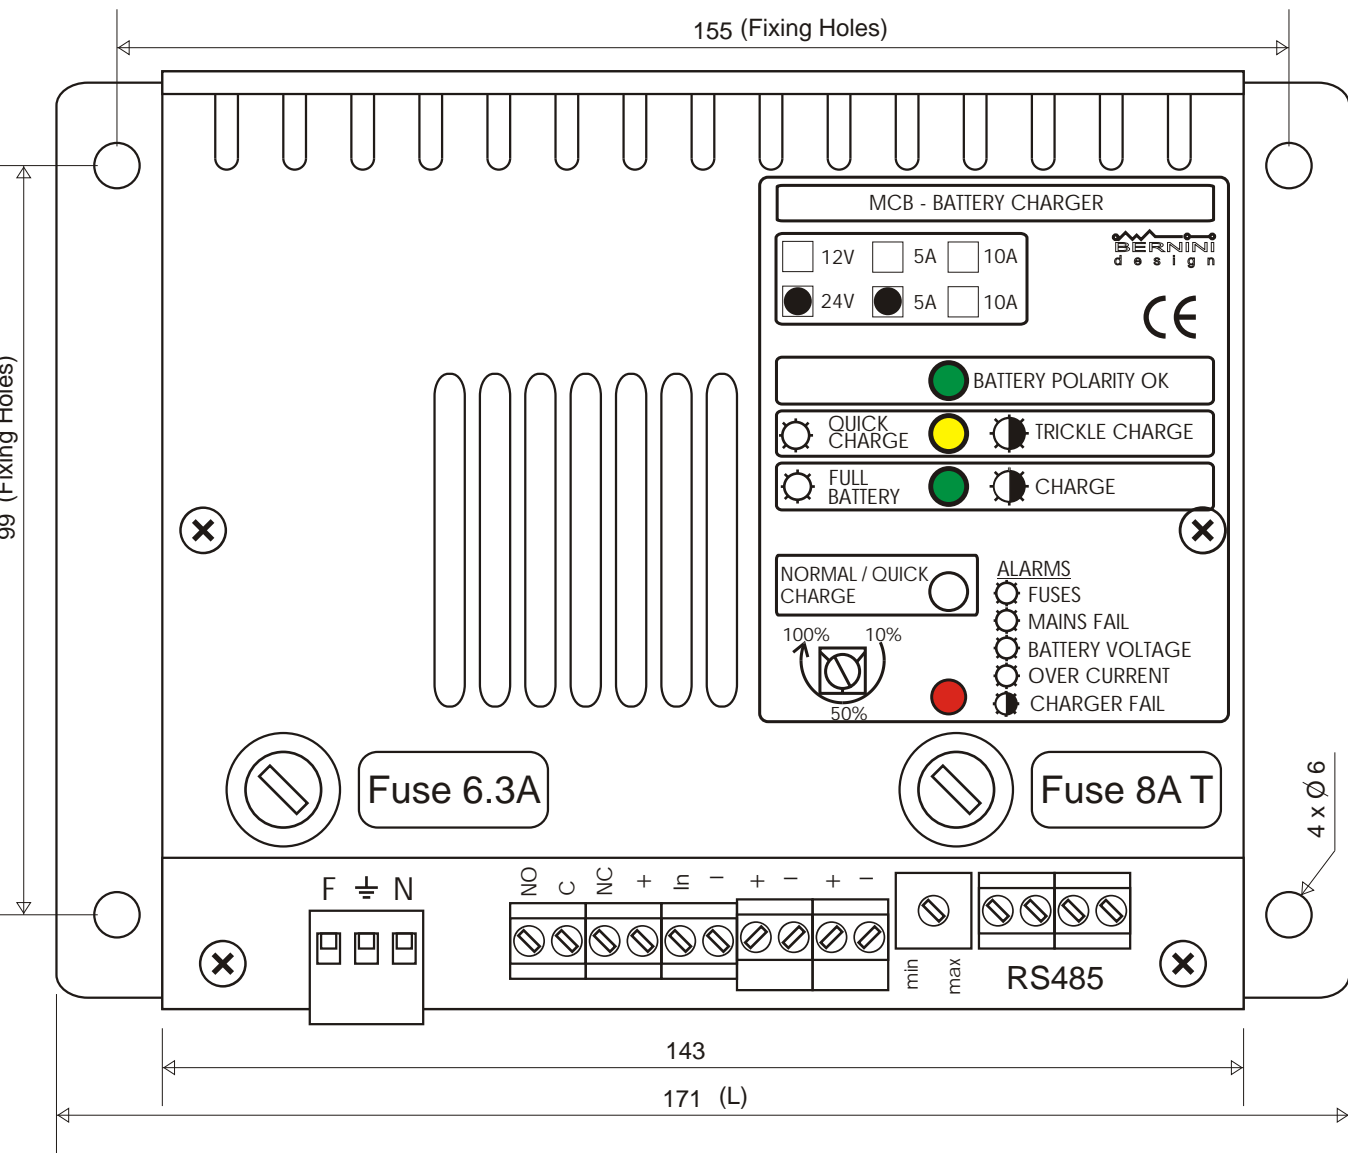 155 (Fixing Holes)
MCB - BATTERY CHARGER
12V 5A 10A
24V 5A 10A
BERNINI
design
CE
BATTERY POLARITY OK
QUICK
CHARGE
TRICKLE CHARGE
FULL
BATTERY
CHARGE
99 (Fixing Holes)
NORMAL / QUICK
CHARGE
100% 10%
50%
ALARMS
FUSES
MAINS FAIL
BATTERY VOLTAGE
OVER CURRENT
CHARGER FAIL
Fuse 6.3A
Fuse 8A T
4 x Ø 6
F N
NO C NC + In - + - + -
min max
RS485
143
171 (L)